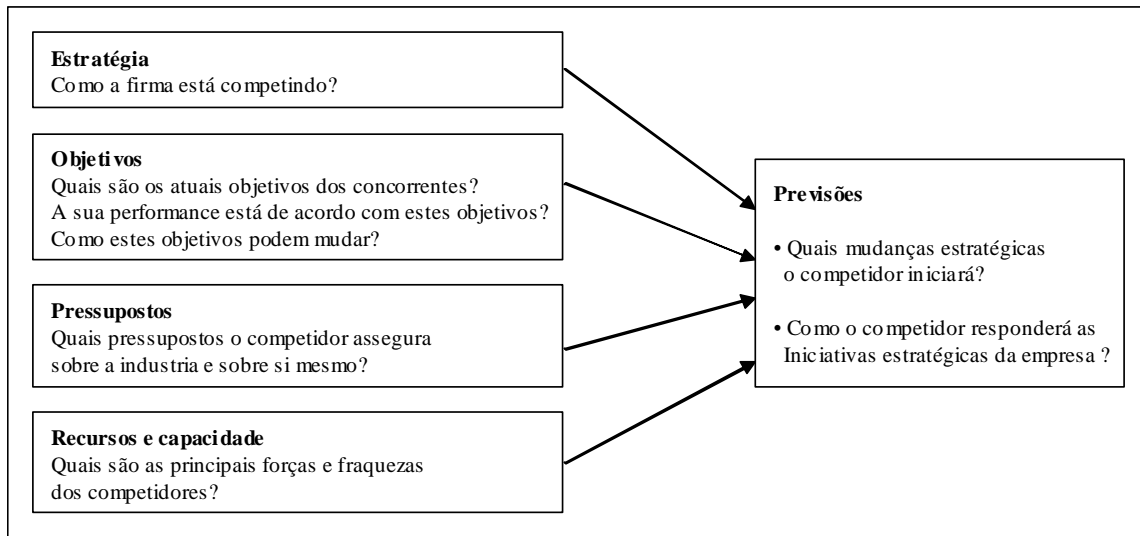 Estratégia
Como a firma está competindo?
Objetivos
Quais são os atuais objetivos dos concorrentes?
A sua performance está de acordo com estes objetivos?
Como estes objetivos podem mudar?
Pressupostos
Quais pressupostos o competidor assegura
sobre a industria e sobre si mesmo?
Recursos e capacidade
Quais são as principais forças e fraquezas
dos competidores?
Previsões
• Quais mudanças estratégicas
o competidor iniciará?
• Como o competidor responderá as
Iniciativas estratégicas da empresa ?